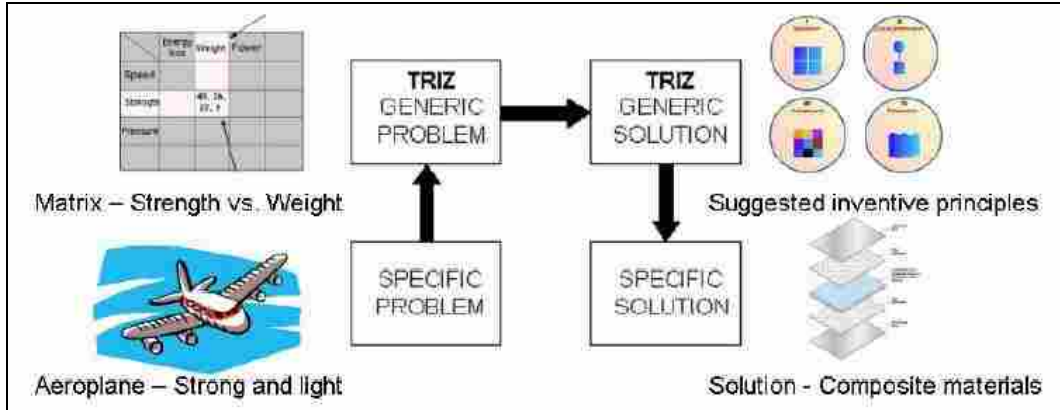 Energy loss Weight Power
Speed
Strength
Pressure
Matrix – Strength vs. Weight
TRIZ
GENERIC
PROBLEM
TRIZ
GENERIC
SOLUTION
Suggested inventive principles
SPECIFIC
PROBLEM
SPECIFIC
SOLUTION
Aeroplane – Strong and light
Solution - Composite materials